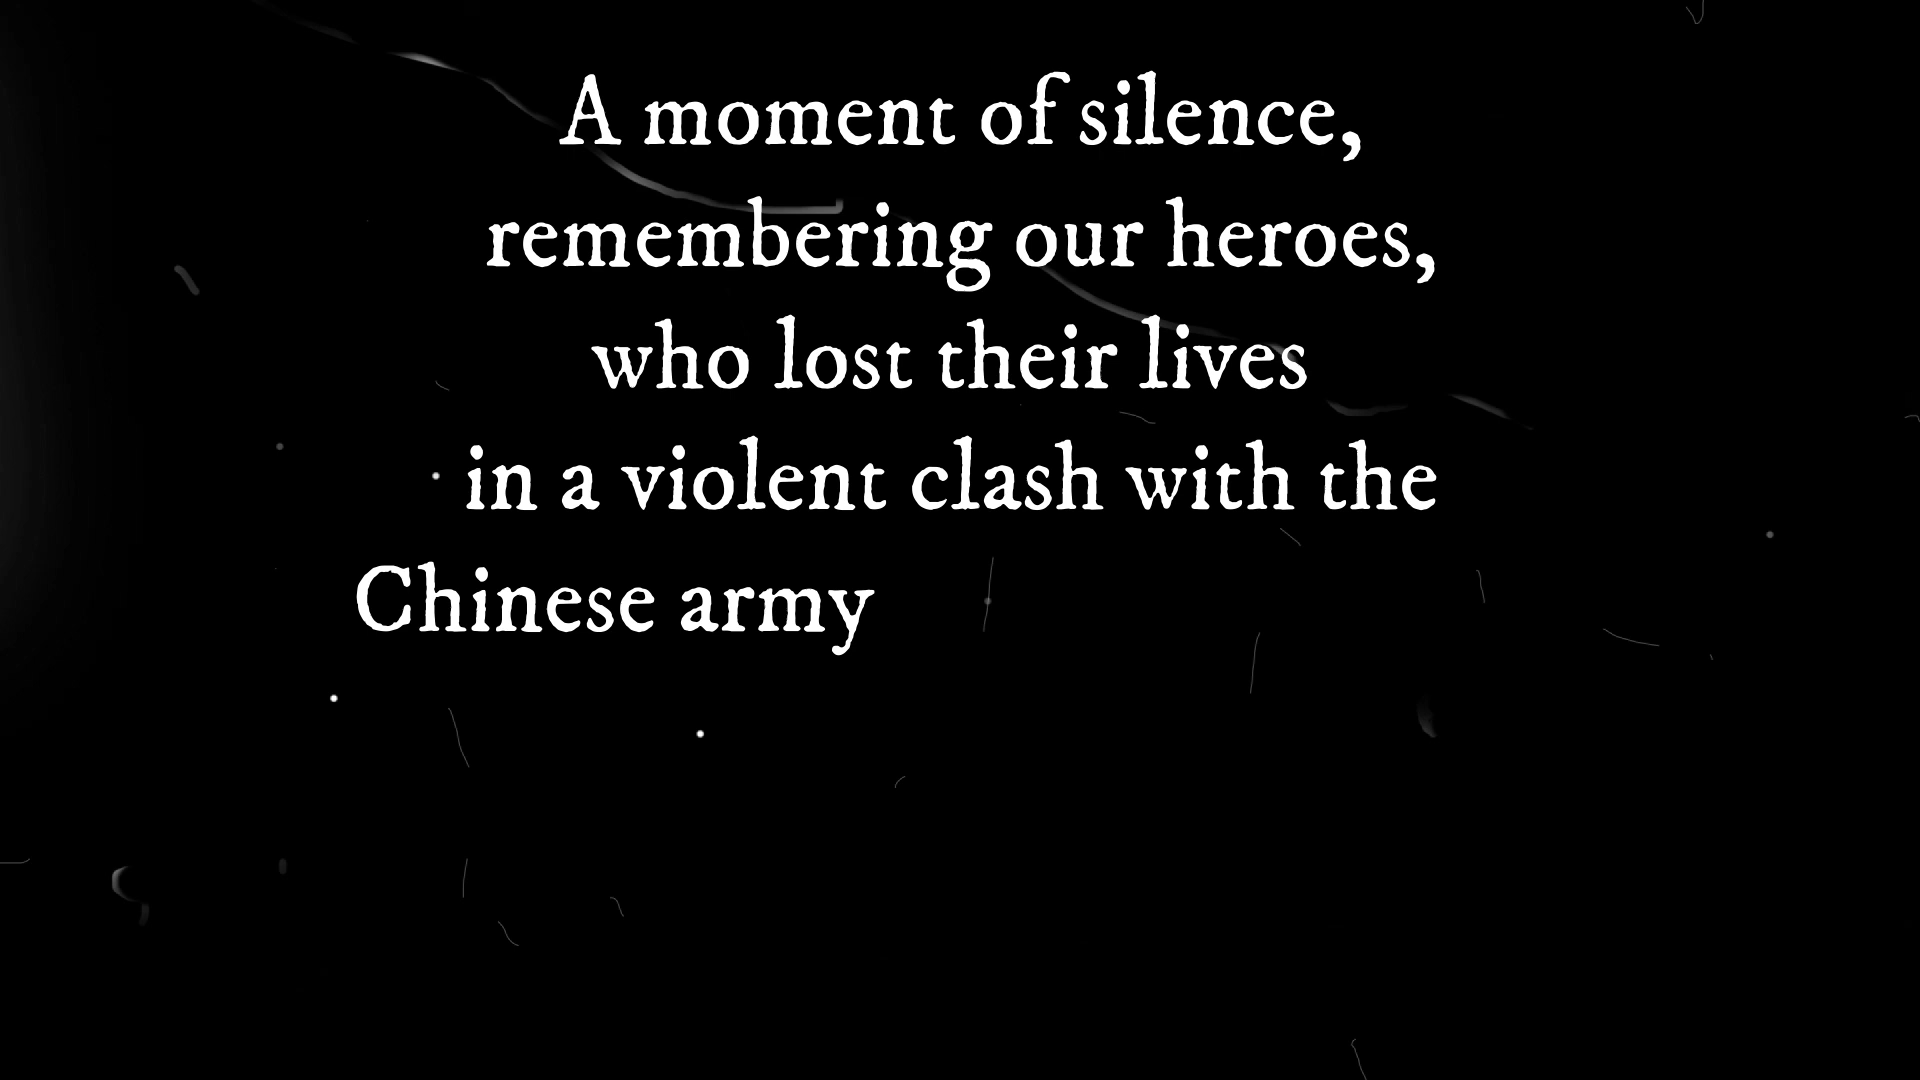 A moment of silence,
remembering our heroes,
who lost their lives
in a violent clash with the
Chinese army